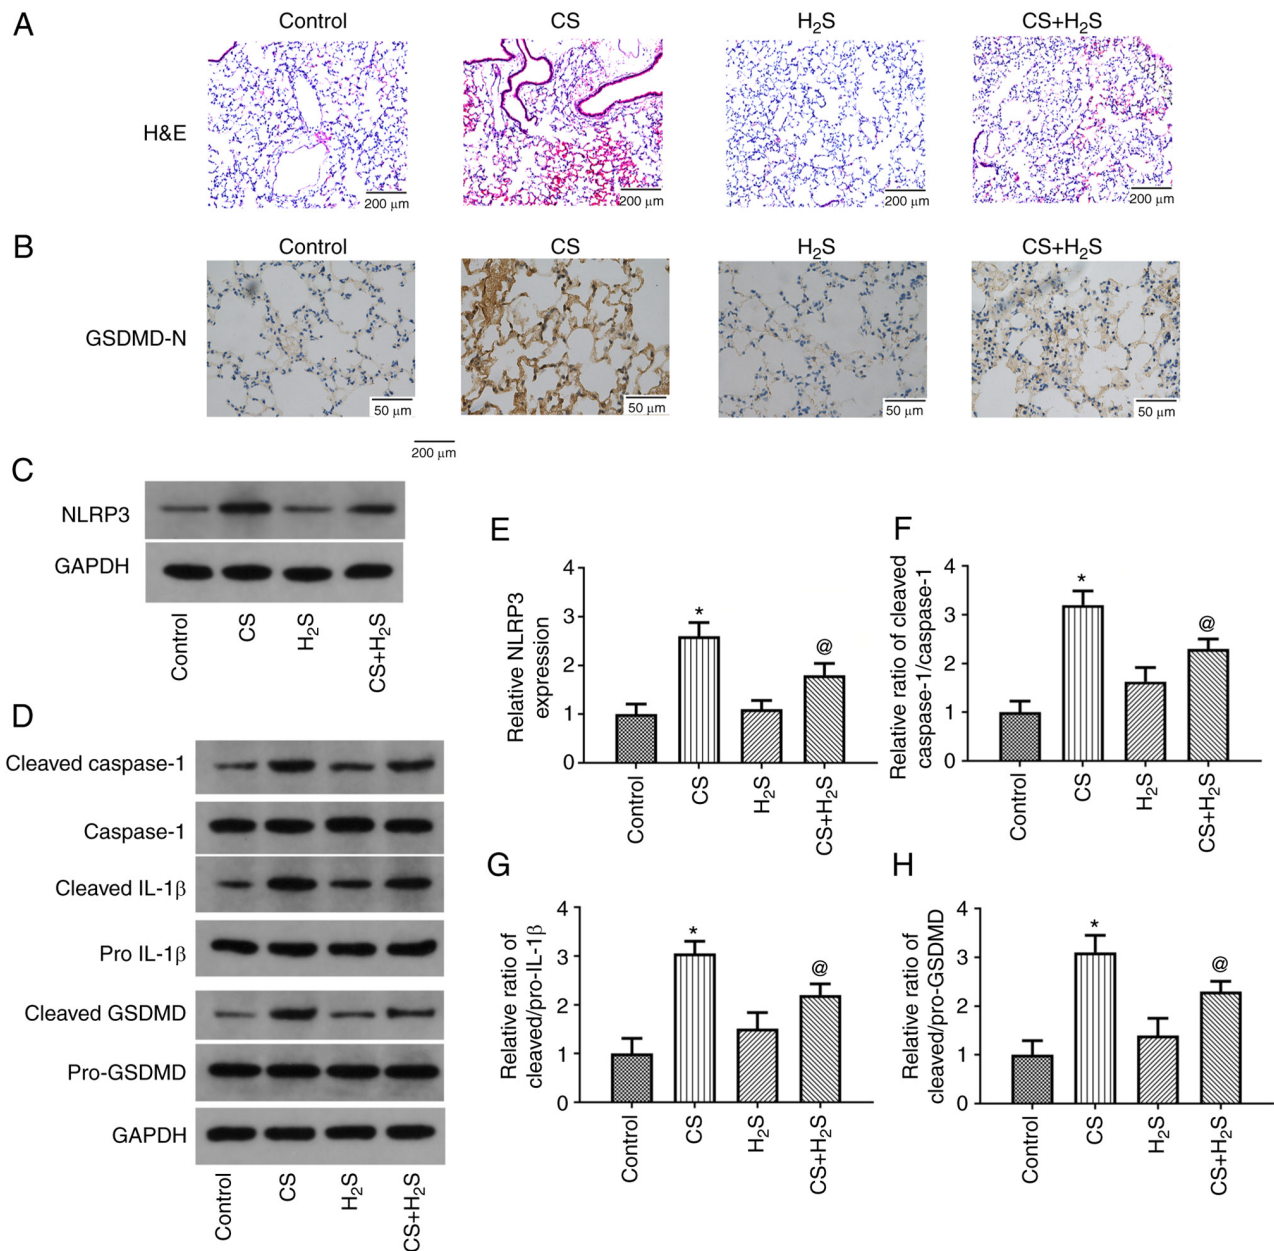 A
Control
CS
H₂S
CS+H₂S
H&E
200 μm
200 μm
200 μm
200 μm
B
Control
CS
H₂S
CS+H₂S
GSDMD-N
50 μm
50 μm
50 μm
50 μm
200 μm
C
NLRP3
GAPDH
Control
CS
H₂S
CS+H₂S
D
Cleaved caspase-1
Caspase-1
Cleaved IL-1β
Pro IL-1β
Cleaved GSDMD
Pro-GSDMD
GAPDH
Control
CS
H₂S
CS+H₂S
E
Relative NLRP3
expression
4
3
2
1
0
*
@
Control
CS
H₂S
CS+H₂S
F
Relative ratio of cleaved
caspase-1/caspase-1
4
3
2
1
0
*
@
Control
CS
H₂S
CS+H₂S
G
Relative ratio of
cleaved/pro-IL-1β
4
3
2
1
0
*
@
Control
CS
H₂S
CS+H₂S
H
Relative ratio of
cleaved/pro-GSDMD
4
3
2
1
0
*
@
Control
CS
H₂S
CS+H₂S